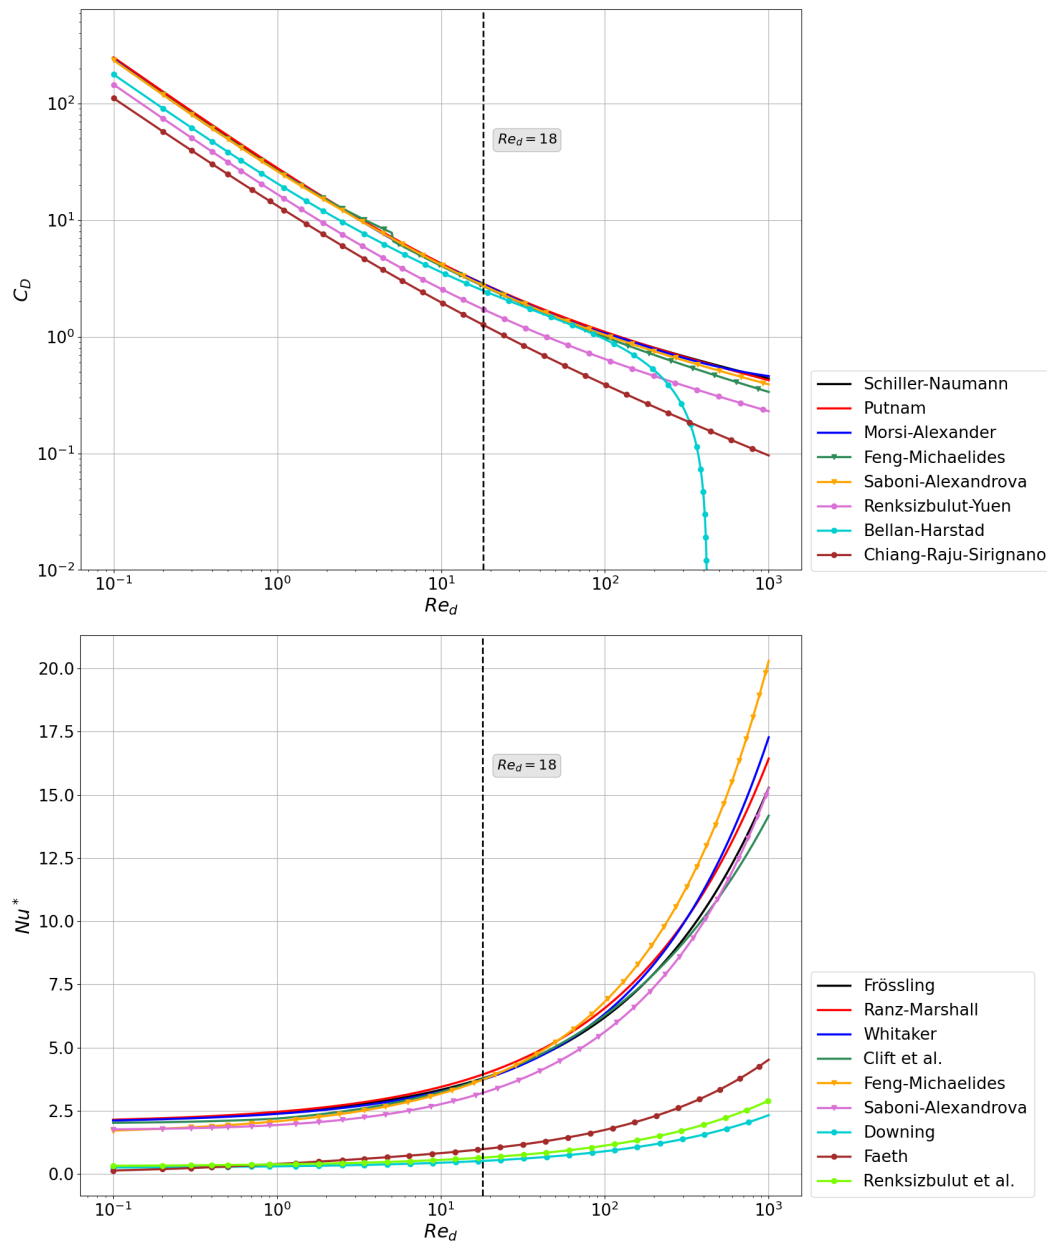 10²
10¹
10⁰
10⁻¹
10⁻²
C_D
Re_d = 18
10⁻¹ 10⁰ 10¹ 10² 10³
Re_d
Schiller-Naumann
Putnam
Morsi-Alexander
Feng-Michaelides
Saboni-Alexandrova
Renksizbulut-Yuen
Bellan-Harstad
Chiang-Raju-Sirignano
20.0
17.5
15.0
12.5
10.0
7.5
5.0
2.5
0.0
Nu*
Re_d = 18
10⁻¹ 10⁰ 10¹ 10² 10³
Re_d
Frössling
Ranz-Marshall
Whitaker
Clift et al.
Feng-Michaelides
Saboni-Alexandrova
Downing
Faeth
Renksizbulut et al.